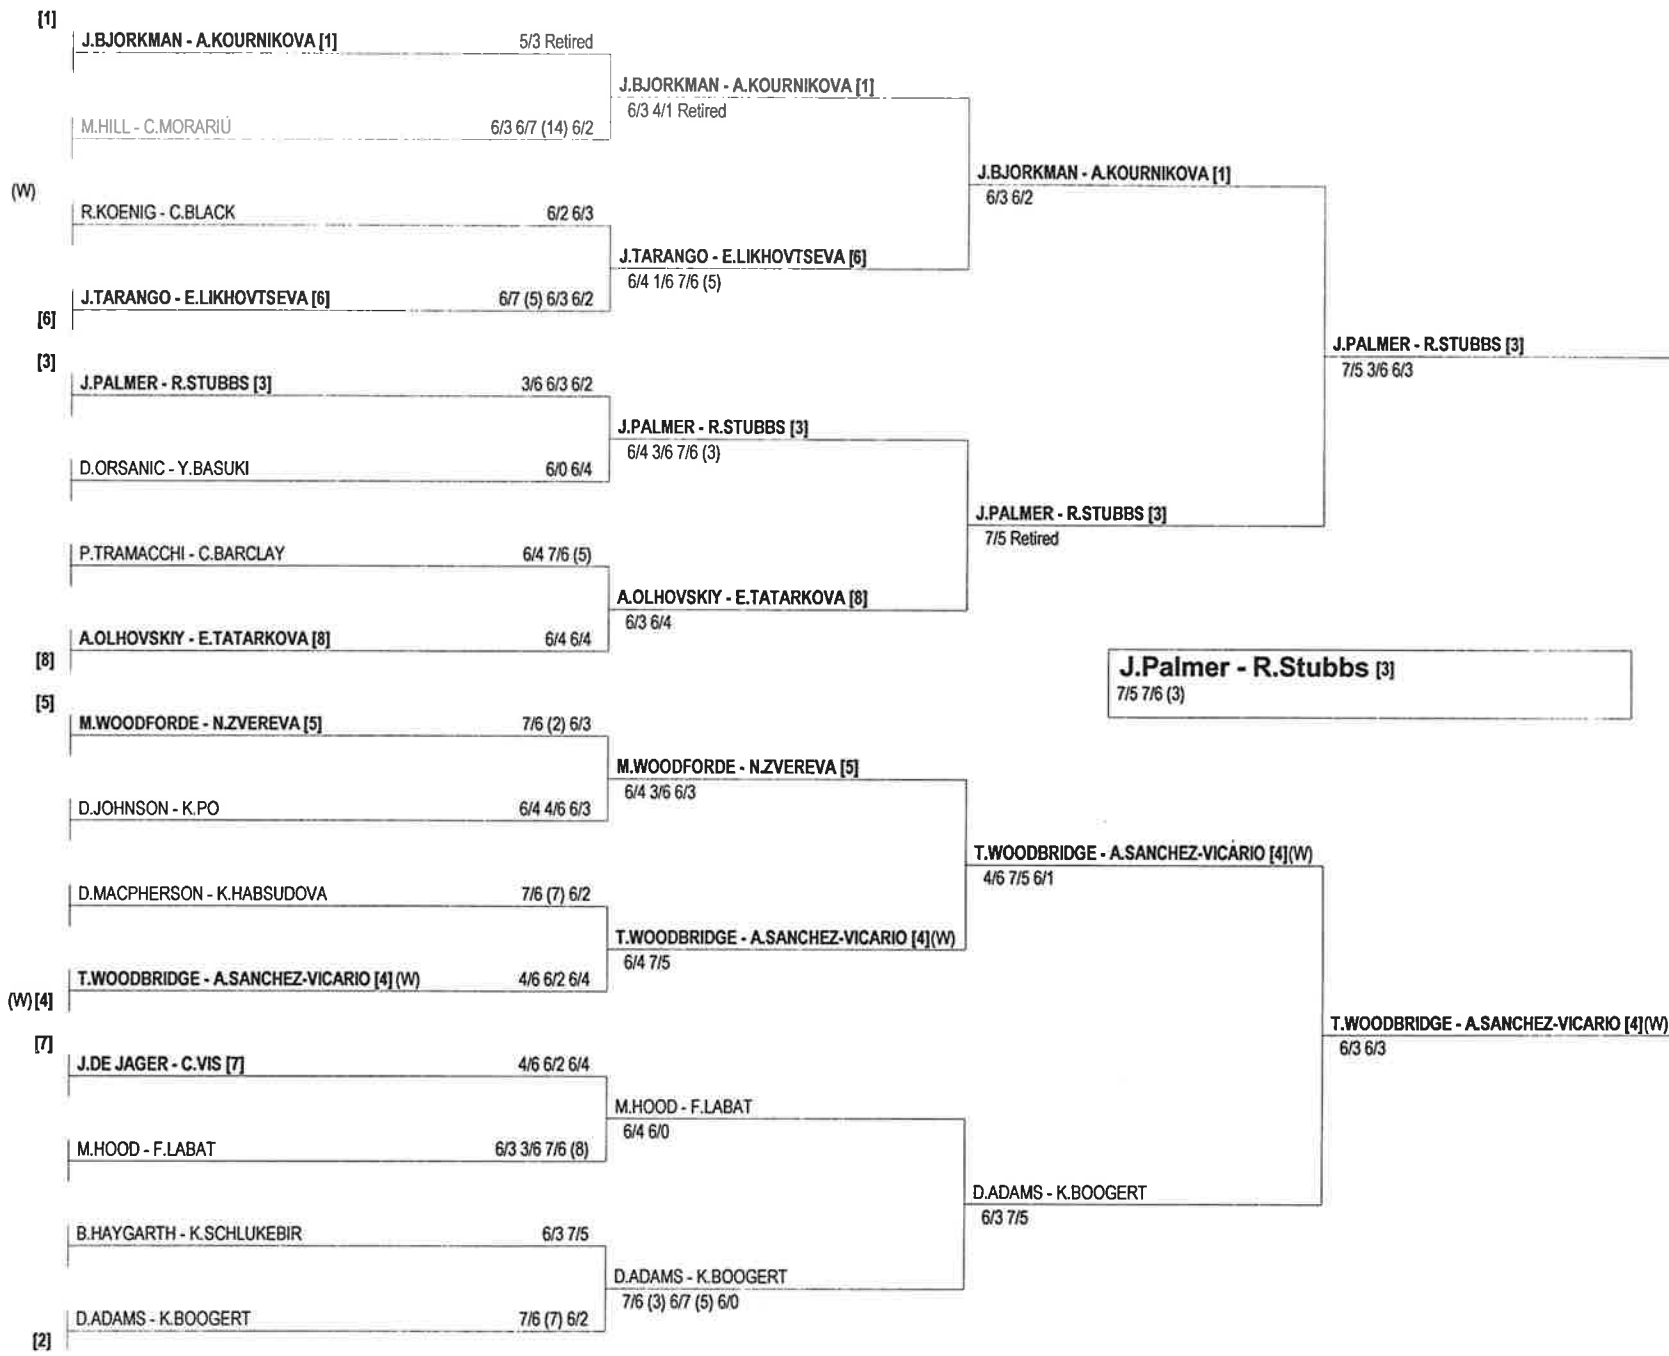 [1]
J.BJORKMAN - A.KOURNIKOVA [1] 5/3 Retired
J.BJORKMAN - A.KOURNIKOVA [1]
6/3 4/1 Retired
M.HILL - C.MORARIÚ 6/3 6/7 (14) 6/2
J.BJORKMAN - A.KOURNIKOVA [1]
6/3 6/2
(W)
R.KOENIG - C.BLACK 6/2 6/3
J.TARANGO - E.LIKHOVTSEVA [6]
6/4 1/6 7/6 (5)
J.TARANGO - E.LIKHOVTSEVA [6] 6/7 (5) 6/3 6/2
[6]
J.PALMER - R.STUBBS [3]
7/5 3/6 6/3
[3]
J.PALMER - R.STUBBS [3] 3/6 6/3 6/2
J.PALMER - R.STUBBS [3]
6/4 3/6 7/6 (3)
D.ORSANIC - Y.BASUKI 6/0 6/4
J.PALMER - R.STUBBS [3]
7/5 Retired
P.TRAMACCHI - C.BARCLAY 6/4 7/6 (5)
A.OLHOVSKIY - E.TATARKOVA [8]
6/3 6/4
A.OLHOVSKIY - E.TATARKOVA [8] 6/4 6/4
[8]
J.Palmer - R.Stubbs [3]
7/5 7/6 (3)
[5]
M.WOODFORDE - N.ZVEREVA [5] 7/6 (2) 6/3
M.WOODFORDE - N.ZVEREVA [5]
6/4 3/6 6/3
D.JOHNSON - K.PO 6/4 4/6 6/3
T.WOODBRIDGE - A.SANCHEZ-VICÁRIO [4](W)
4/6 7/5 6/1
D.MACPHERSON - K.HABSUDOVA 7/6 (7) 6/2
T.WOODBRIDGE - A.SANCHEZ-VICARIO [4](W)
6/4 7/5
T.WOODBRIDGE - A.SANCHEZ-VICARIO [4] (W) 4/6 6/2 6/4
(W) [4]
T.WOODBRIDGE - A.SANCHEZ-VICARIO [4](W)
6/3 6/3
[7]
J.DE JAGER - C.VIS [7] 4/6 6/2 6/4
M.HOOD - F.LABAT
6/4 6/0
M.HOOD - F.LABAT 6/3 3/6 7/6 (8)
D.ADAMS - K.BOOGERT
6/3 7/5
B.HAYGARTH - K.SCHLUKEBIR 6/3 7/5
D.ADAMS - K.BOOGERT
7/6 (3) 6/7 (5) 6/0
D.ADAMS - K.BOOGERT 7/6 (7) 6/2
[2]